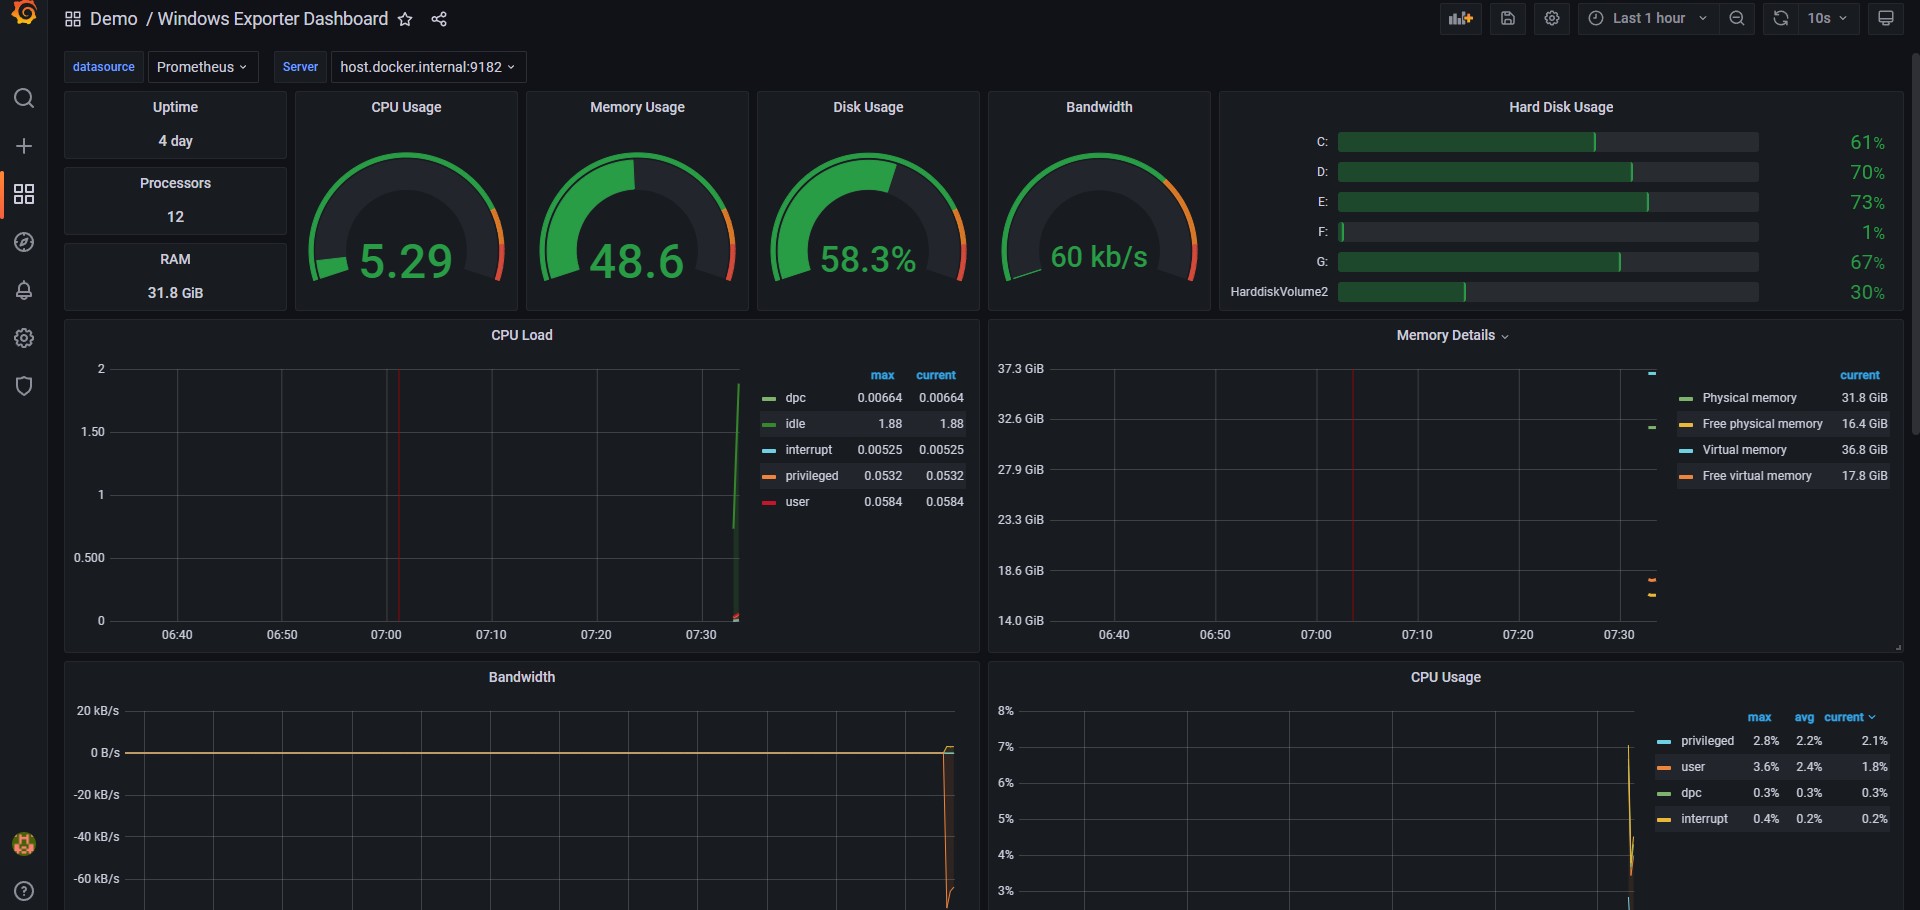 Demo / Windows Exporter Dashboard
Last 1 hour
10s
datasource
Prometheus
Server
host.docker.internal:9182
Uptime
4 day
Processors
12
RAM
31.8 GiB
CPU Usage
5.29
Memory Usage
48.6
Disk Usage
58.3%
Bandwidth
60 kb/s
Hard Disk Usage
C: 61%
D: 70%
E: 73%
F: 1%
G: 67%
HarddiskVolume2 30%
CPU Load
2
1.50
1
0.500
0
06:40 06:50 07:00 07:10 07:20 07:30
max current
dpc 0.00664 0.00664
idle 1.88 1.88
interrupt 0.00525 0.00525
privileged 0.0532 0.0532
user 0.0584 0.0584
Memory Details
37.3 GiB
32.6 GiB
27.9 GiB
23.3 GiB
18.6 GiB
14.0 GiB
06:40 06:50 07:00 07:10 07:20 07:30
current
Physical memory 31.8 GiB
Free physical memory 16.4 GiB
Virtual memory 36.8 GiB
Free virtual memory 17.8 GiB
Bandwidth
20 kB/s
0 B/s
-20 kB/s
-40 kB/s
-60 kB/s
CPU Usage
8%
7%
6%
5%
4%
3%
max avg current
privileged 2.8% 2.2% 2.1%
user 3.6% 2.4% 1.8%
dpc 0.3% 0.3% 0.3%
interrupt 0.4% 0.2% 0.2%